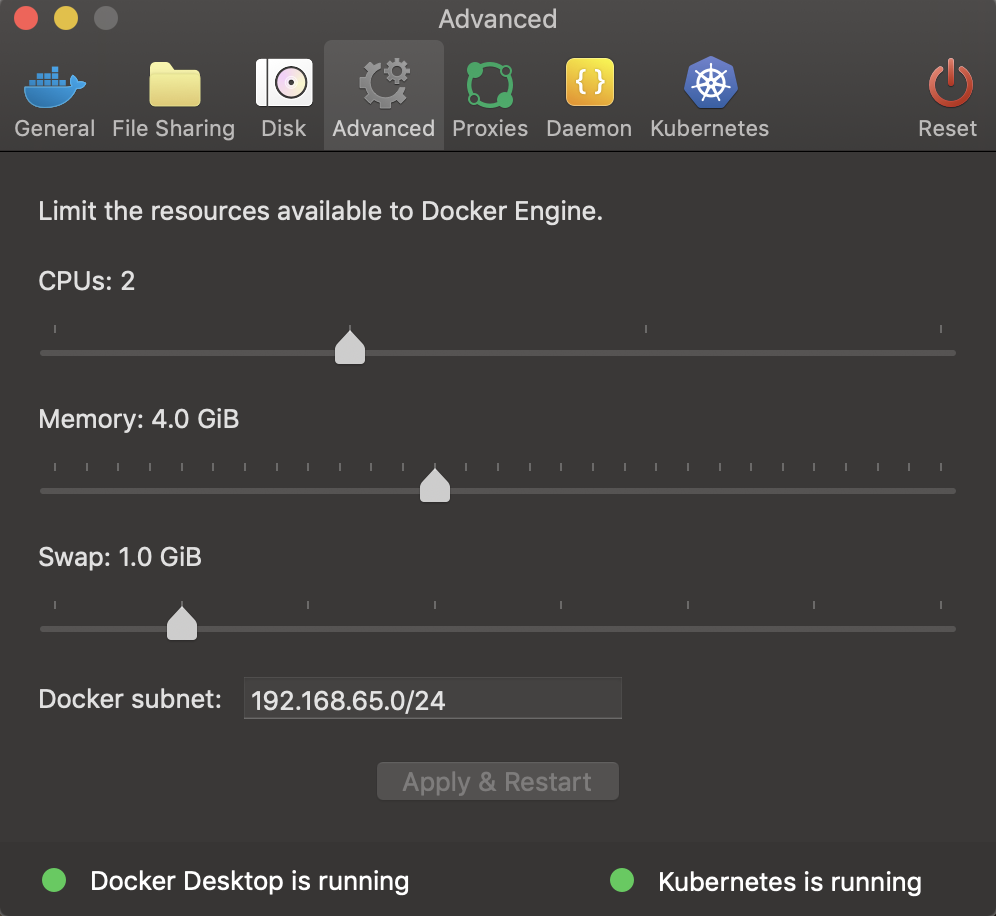 Advanced
General File Sharing Disk Advanced Proxies Daemon Kubernetes Reset
Limit the resources available to Docker Engine.
CPUs: 2
Memory: 4.0 GiB
Swap: 1.0 GiB
Docker subnet: 192.168.65.0/24
Apply & Restart
Docker Desktop is running Kubernetes is running